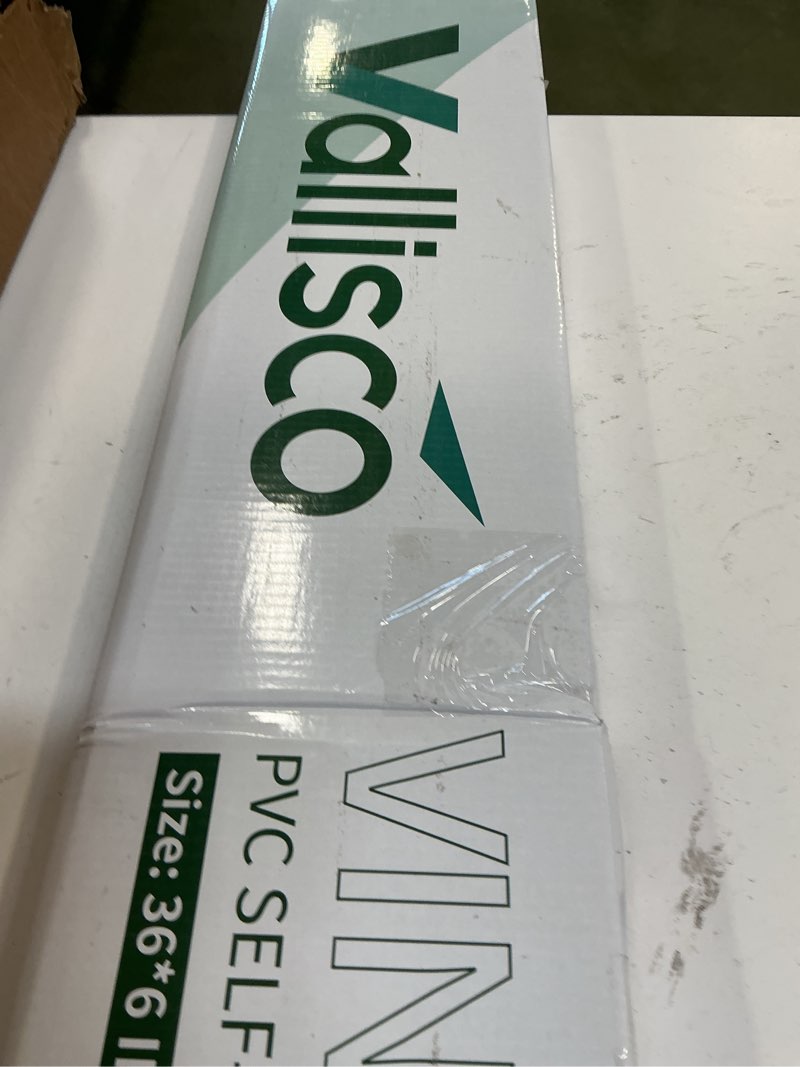 Vallisco
VIN
PVC SELF-
Size: 36*6 I